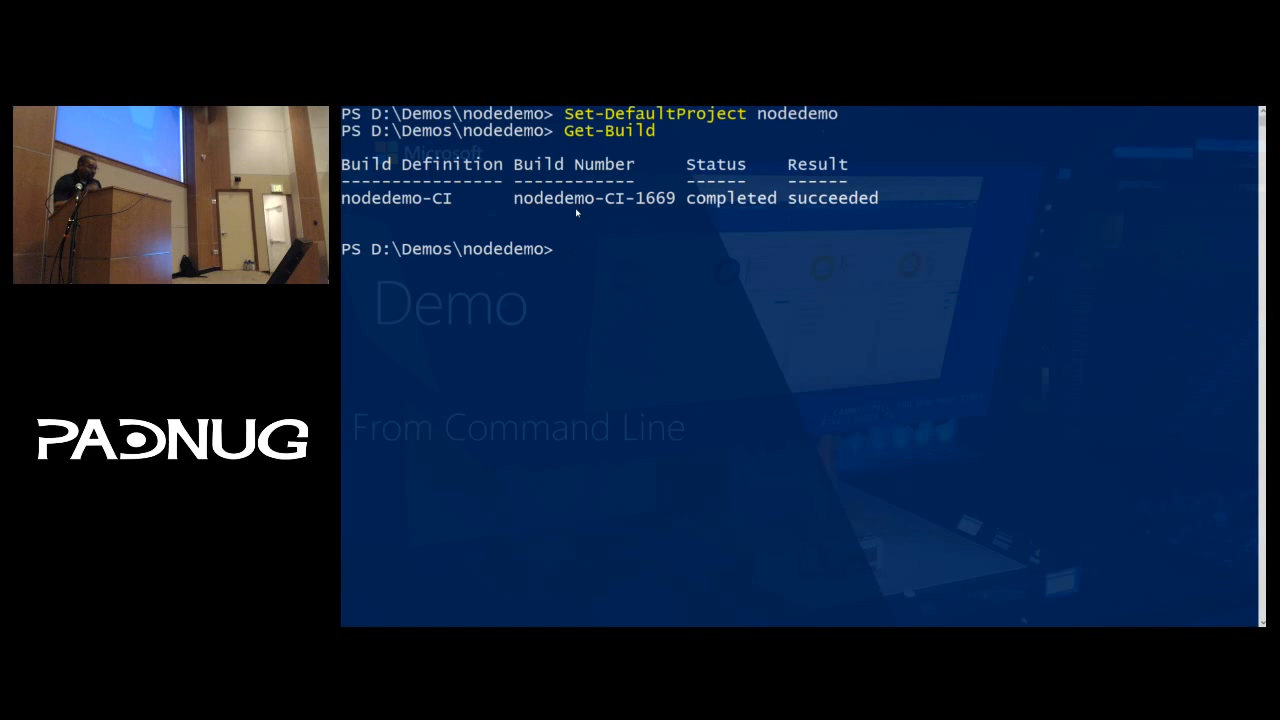 PS D:\Demos\nodedemo> Set-DefaultProject nodedemo
PS D:\Demos\nodedemo> Get-Build
Microsoft
Build Definition Build Number Status Result
---------------- ------------ ------ ------
nodedemo-CI nodedemo-CI-1669 completed succeeded
PS D:\Demos\nodedemo>
Demo
From Command Line
PADNUG